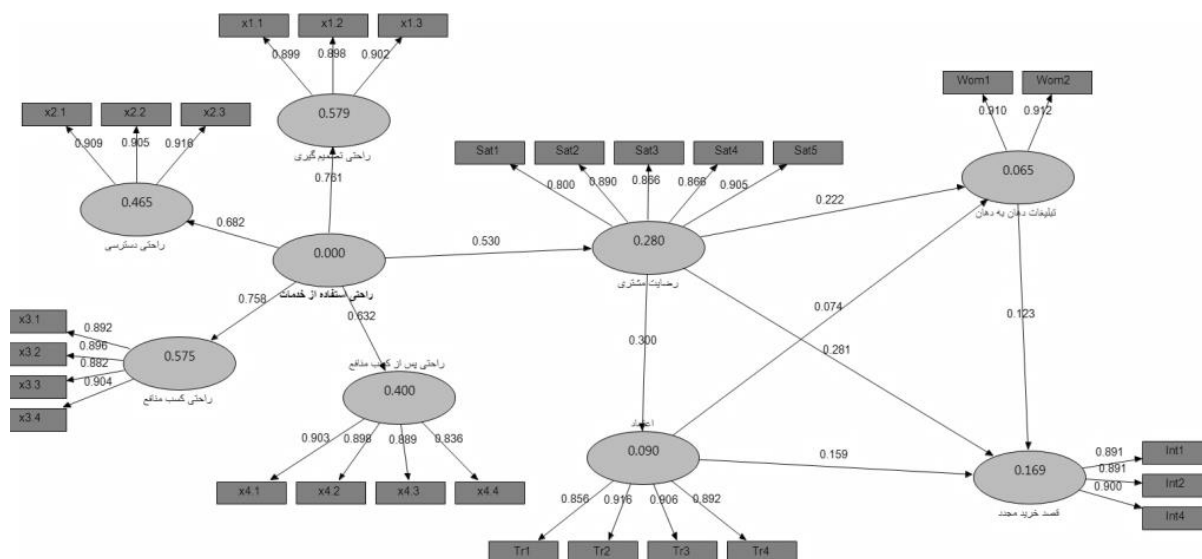 x1.1 x1.2 x1.3
0.899 0.898 0.902
0.579
راحتی تصمیم گیری
0.761
x2.1 x2.2 x2.3
0.909 0.905 0.916
0.465
راحتی دسترسی
0.682
0.000
راحتی استفاده از خدمات
0.530
0.758
0.632
x3.1
x3.2
x3.3
x3.4
0.892
0.896
0.882
0.904
0.575
راحتی کسب منافع
راحتی پس از کسب منافع
0.400
0.903 0.898 0.889 0.836
x4.1 x4.2 x4.3 x4.4
Sat1 Sat2 Sat3 Sat4 Sat5
0.800 0.890 0.866 0.866 0.905
0.280
رضایت مشتری
0.222
0.300
0.281
0.074
Wom1 Wom2
0.910 0.912
0.065
تبلیغات دهان به دهان
0.123
اعتماد
0.090
0.159
0.856 0.916 0.906 0.892
Tr1 Tr2 Tr3 Tr4
0.169
قصد خرید مجدد
0.891
0.891
0.900
Int1
Int2
Int4